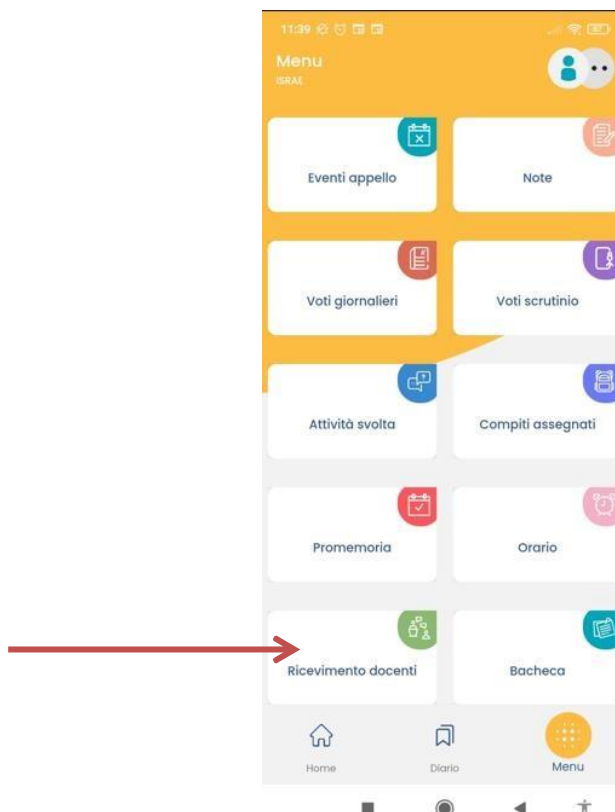 11:39
Menu
ISRAE
Eventi appello
Note
Voti giornalieri
Voti scrutinio
Attività svolta
Compiti assegnati
Promemoria
Orario
Ricevimento docenti
Bacheca
Home
Diario
Menu